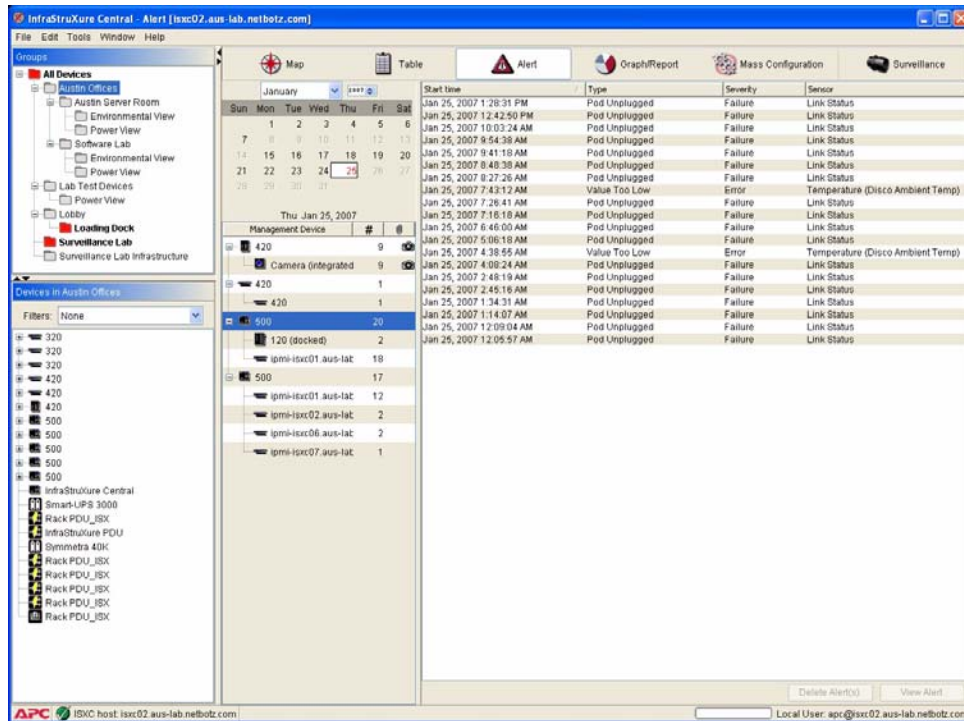 InfraStruXure Central - Alert [isxc02.aus-lab.netbotz.com]
File Edit Tools Window Help
Groups
All Devices
Austin Offices
Austin Server Room
Environmental View
Power View
Software Lab
Environmental View
Power View
Lab Test Devices
Power View
Lobby
Loading Dock
Surveillance Lab
Surveillance Lab Infrastructure
Devices in Austin Offices
Filters: None
320
320
320
420
420
420
500
500
500
500
500
InfraStruXure Central
Smart-UPS 3000
Rack PDU_ISX
InfraStruXure PDU
Symmetra 40K
Rack PDU_ISX
Rack PDU_ISX
Rack PDU_ISX
Rack PDU_ISX
Rack PDU_ISX
Map Table Alert Graph/Report Mass Configuration Surveillance
January 2007
Sun Mon Tue Wed Thu Fri Sat
1 2 3 4 5 6
7 8 9 10 11 12 13
14 15 16 17 18 19 20
21 22 23 24 25 26 27
28 29 30 31
Thu Jan 25, 2007
Management Device #
420 9
Camera (integrated 9
420 1
420 1
500 20
120 (docked) 2
ipmi-isxc01.aus-lab 18
500 17
ipmi-isxc01.aus-lab 12
ipmi-isxc02.aus-lab 2
ipmi-isxc06.aus-lab 2
ipmi-isxc07.aus-lab 1
Start time / Type Severity Sensor
Jan 25, 2007 1:28:31 PM Pod Unplugged Failure Link Status
Jan 25, 2007 12:42:50 PM Pod Unplugged Failure Link Status
Jan 25, 2007 10:03:24 AM Pod Unplugged Failure Link Status
Jan 25, 2007 9:54:38 AM Pod Unplugged Failure Link Status
Jan 25, 2007 9:41:18 AM Pod Unplugged Failure Link Status
Jan 25, 2007 8:48:38 AM Pod Unplugged Failure Link Status
Jan 25, 2007 8:27:26 AM Pod Unplugged Failure Link Status
Jan 25, 2007 7:43:12 AM Value Too Low Error Temperature (Disco Ambient Temp)
Jan 25, 2007 7:26:41 AM Pod Unplugged Failure Link Status
Jan 25, 2007 7:16:18 AM Pod Unplugged Failure Link Status
Jan 25, 2007 6:46:00 AM Pod Unplugged Failure Link Status
Jan 25, 2007 5:06:18 AM Pod Unplugged Failure Link Status
Jan 25, 2007 4:38:55 AM Value Too Low Error Temperature (Disco Ambient Temp)
Jan 25, 2007 4:08:24 AM Pod Unplugged Failure Link Status
Jan 25, 2007 2:48:19 AM Pod Unplugged Failure Link Status
Jan 25, 2007 2:45:16 AM Pod Unplugged Failure Link Status
Jan 25, 2007 1:34:31 AM Pod Unplugged Failure Link Status
Jan 25, 2007 1:14:07 AM Pod Unplugged Failure Link Status
Jan 25, 2007 12:09:04 AM Pod Unplugged Failure Link Status
Jan 25, 2007 12:05:57 AM Pod Unplugged Failure Link Status
Delete Alert(s) View Alert
APC ISXC host: isxc02.aus-lab.netbotz.com Local User: apc@isxc02.aus-lab.netbotz.com